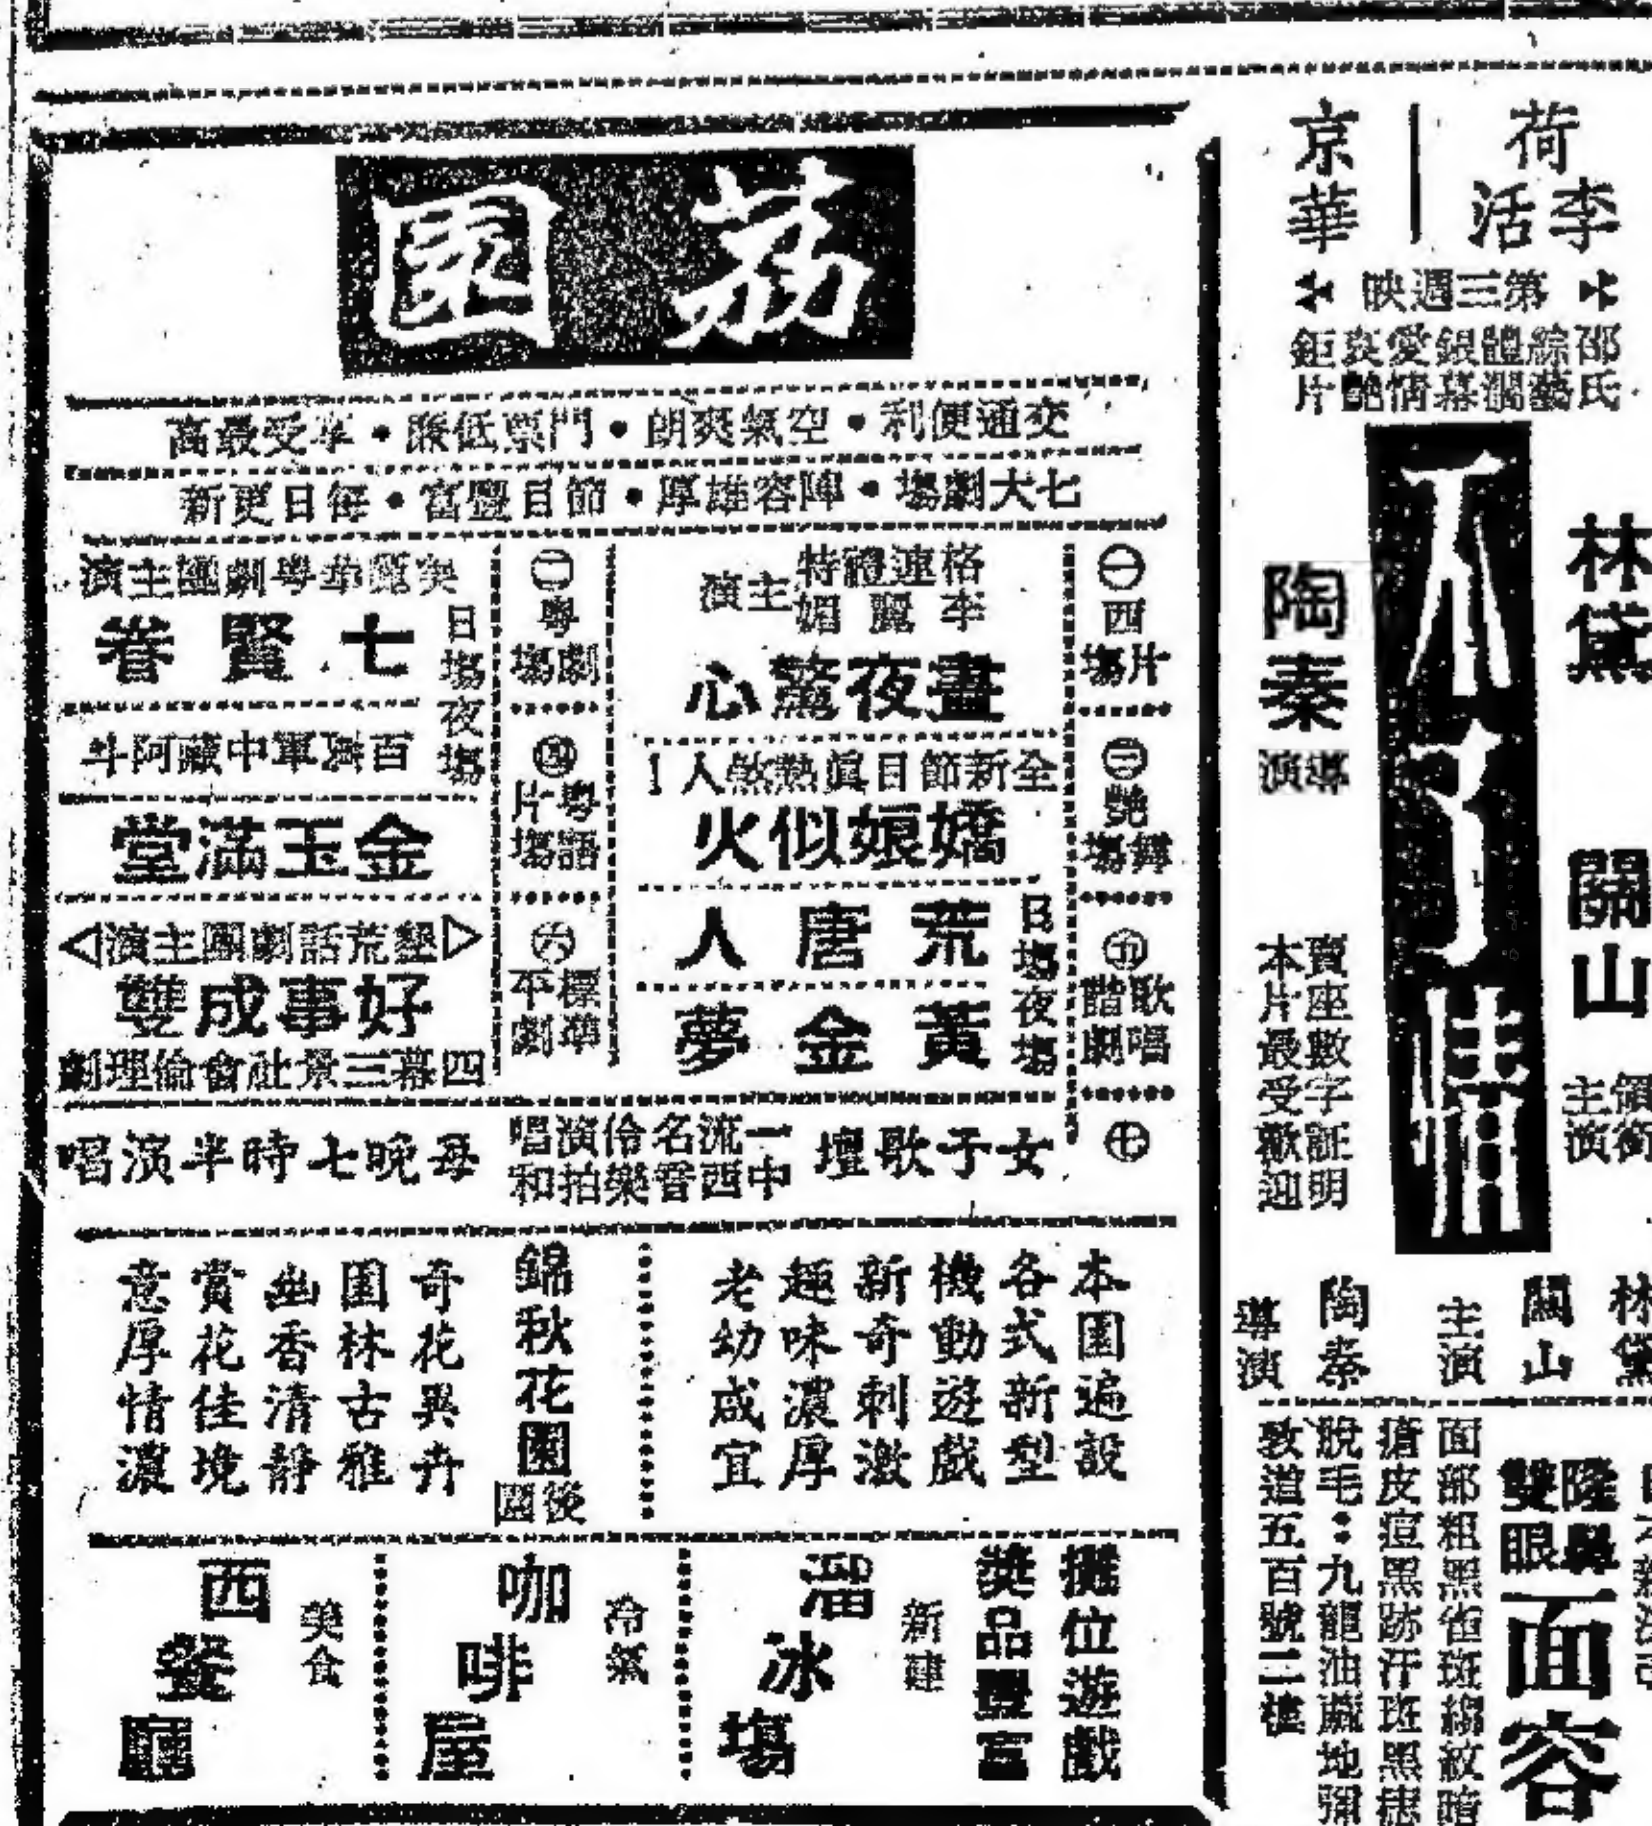 荔園
交通便利・空氣爽朗・門票低廉・享受最高
七大劇場・陣容雄厚・節目豐富・每日更新
㊀西片場
格連禮特
李麗媚
主演
晝夜驚心
㊂艷舞場
全新節目眞熱煞人！
嬌娘似火
㊄歌唱諧劇
日場
荒唐人
夜場
黃金夢
㊁粵劇場
粵劇團主演
日場
七賢眷
夜場
百萬軍中藏阿斗
㊃粵語片場
金玉滿堂
㊅標準平劇
墾荒話劇團主演
好事成雙
四幕三景社會倫理劇
㊆
女子歌壇
一流名伶演唱
中西音樂拍和
每晚七時半演唱
本園遍設
各式新型
機動遊戲
新奇刺激
趣味濃厚
老幼咸宜
錦秋花園後園
奇花異卉
園林古雅
幽香清靜
賞花佳境
意厚情濃
攤位遊戲
獎品豐富
新建
溜冰場
冷氣
咖啡屋
美食
西餐廳
荷李活
京華
第三週映
邵氏綜藝體濶銀幕愛情哀艷鉅片
不了情
林黛
關山
領銜主演
陶秦
導演
賣座數字証明
本片最受歡迎
林黛
關山
主演
陶秦
導演
隆鼻
雙眼
面容
面部粗黑雀斑縐紋暗
瘡皮痘黑跡汗斑黑痣
脫毛：九龍油蔴地彌
敦道五百號二樓